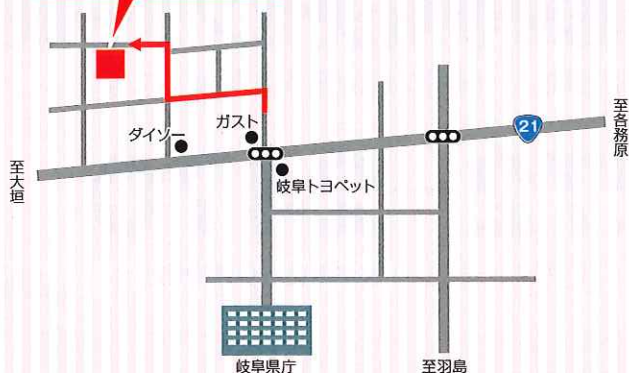 至各務原
21
ガスト
ダイソー
至大垣
岐阜トヨペット
岐阜県庁
至羽島